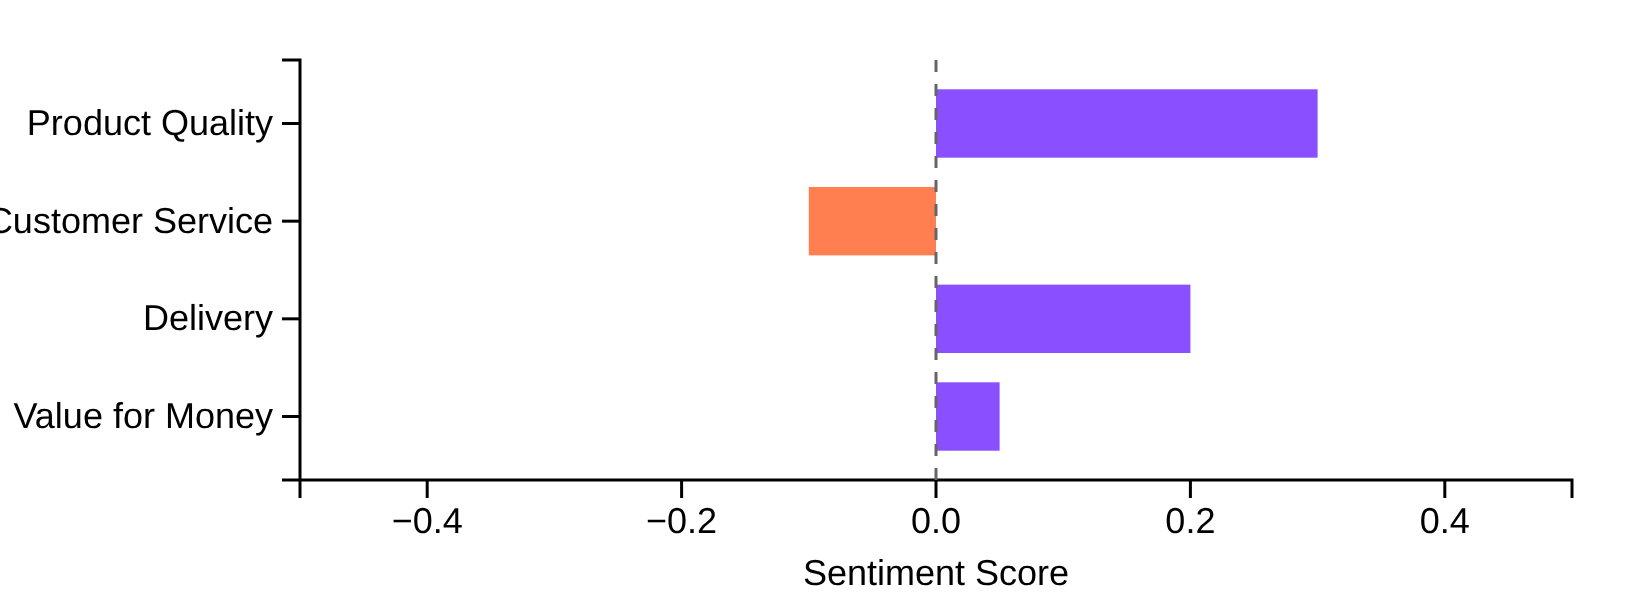 Product Quality
Customer Service
Delivery
Value for Money
−0.4 −0.2 0.0 0.2 0.4
Sentiment Score